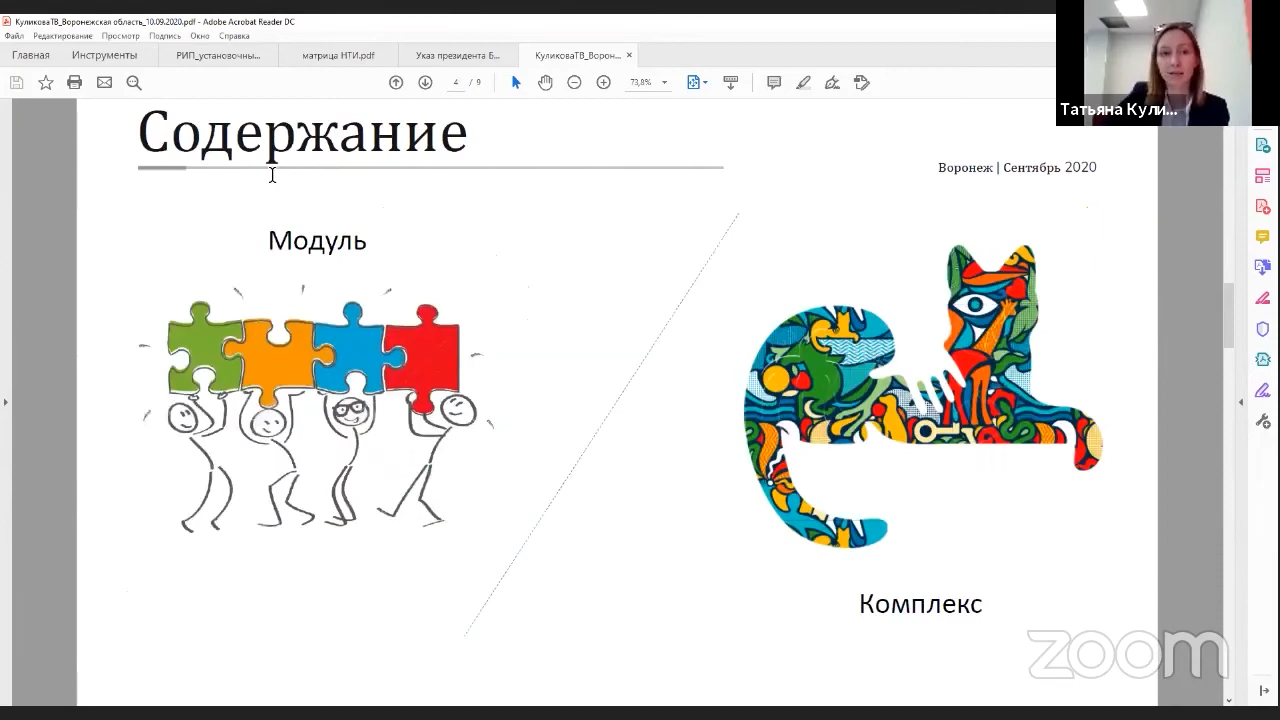 КуликоваТВ_Воронежская область_10.09.2020.pdf - Adobe Acrobat Reader DC
Файл Редактирование Просмотр Подпись Окно Справка
Главная Инструменты РИП_установочны... матрица НТИ.pdf Указ президента Б... КуликоваТВ_Ворон... ×
4 / 9 73,8%
Татьяна Кули...
Содержание
Воронеж | Сентябрь 2020
Модуль
Комплекс
zoom